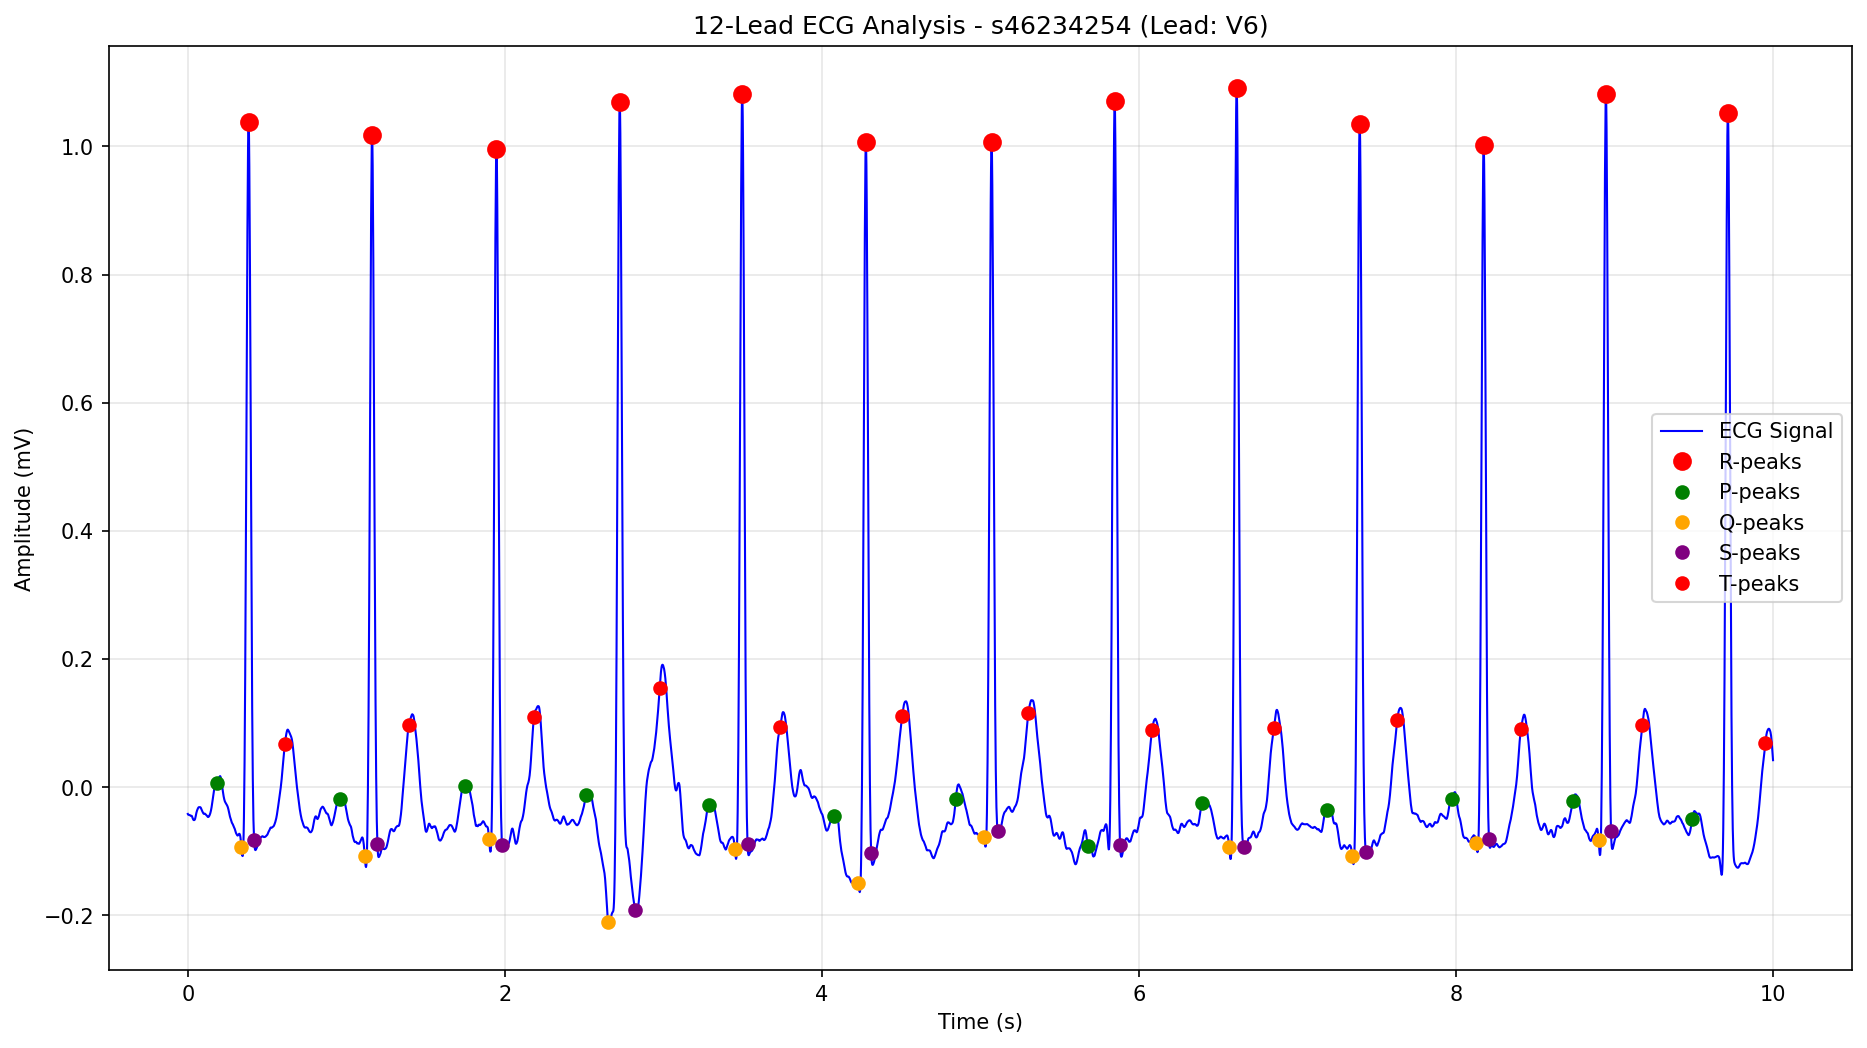 12-Lead ECG Analysis - s46234254 (Lead: V6)
Amplitude (mV)
1.0
0.8
0.6
0.4
0.2
0.0
−0.2
ECG Signal
R-peaks
P-peaks
Q-peaks
S-peaks
T-peaks
0 2 4 6 8 10
Time (s)